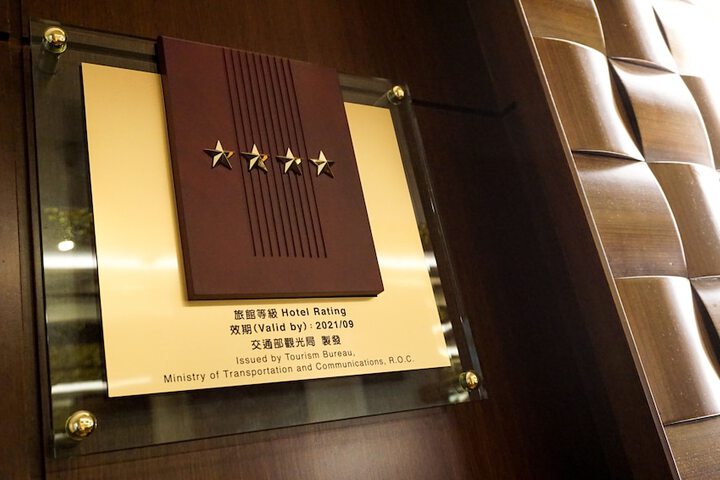 旅館等級 Hotel Rating
效期(Valid by)：2021/09
交通部觀光局 製發
Issued by Tourism Bureau,
Ministry of Transportation and Communications, R.O.C.